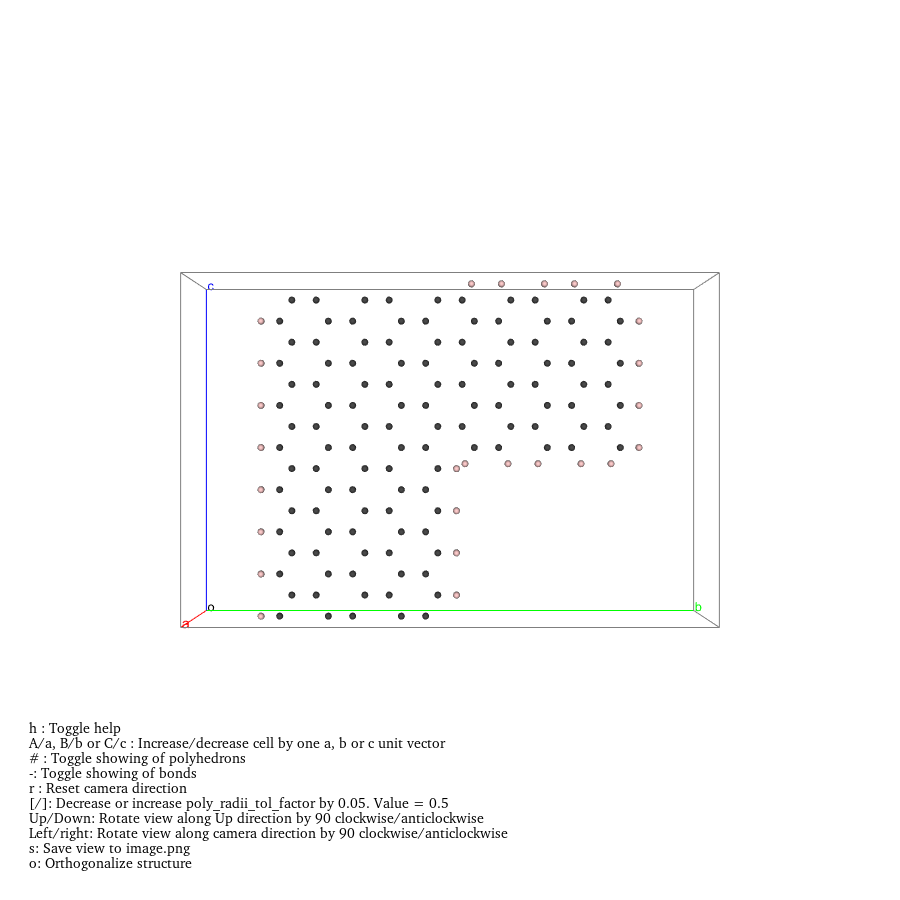 c
o
b
a
h : Toggle help
A/a, B/b or C/c : Increase/decrease cell by one a, b or c unit vector
# : Toggle showing of polyhedrons
-: Toggle showing of bonds
r : Reset camera direction
[/]: Decrease or increase poly_radii_tol_factor by 0.05. Value = 0.5
Up/Down: Rotate view along Up direction by 90 clockwise/anticlockwise
Left/right: Rotate view along camera direction by 90 clockwise/anticlockwise
s: Save view to image.png
o: Orthogonalize structure